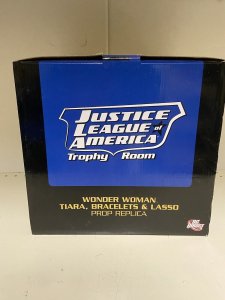 JUSTICE
LEAGUE of
AMERICA
Trophy Room
WONDER WOMAN
TIARA, BRACELETS & LASSO
PROP REPLICA